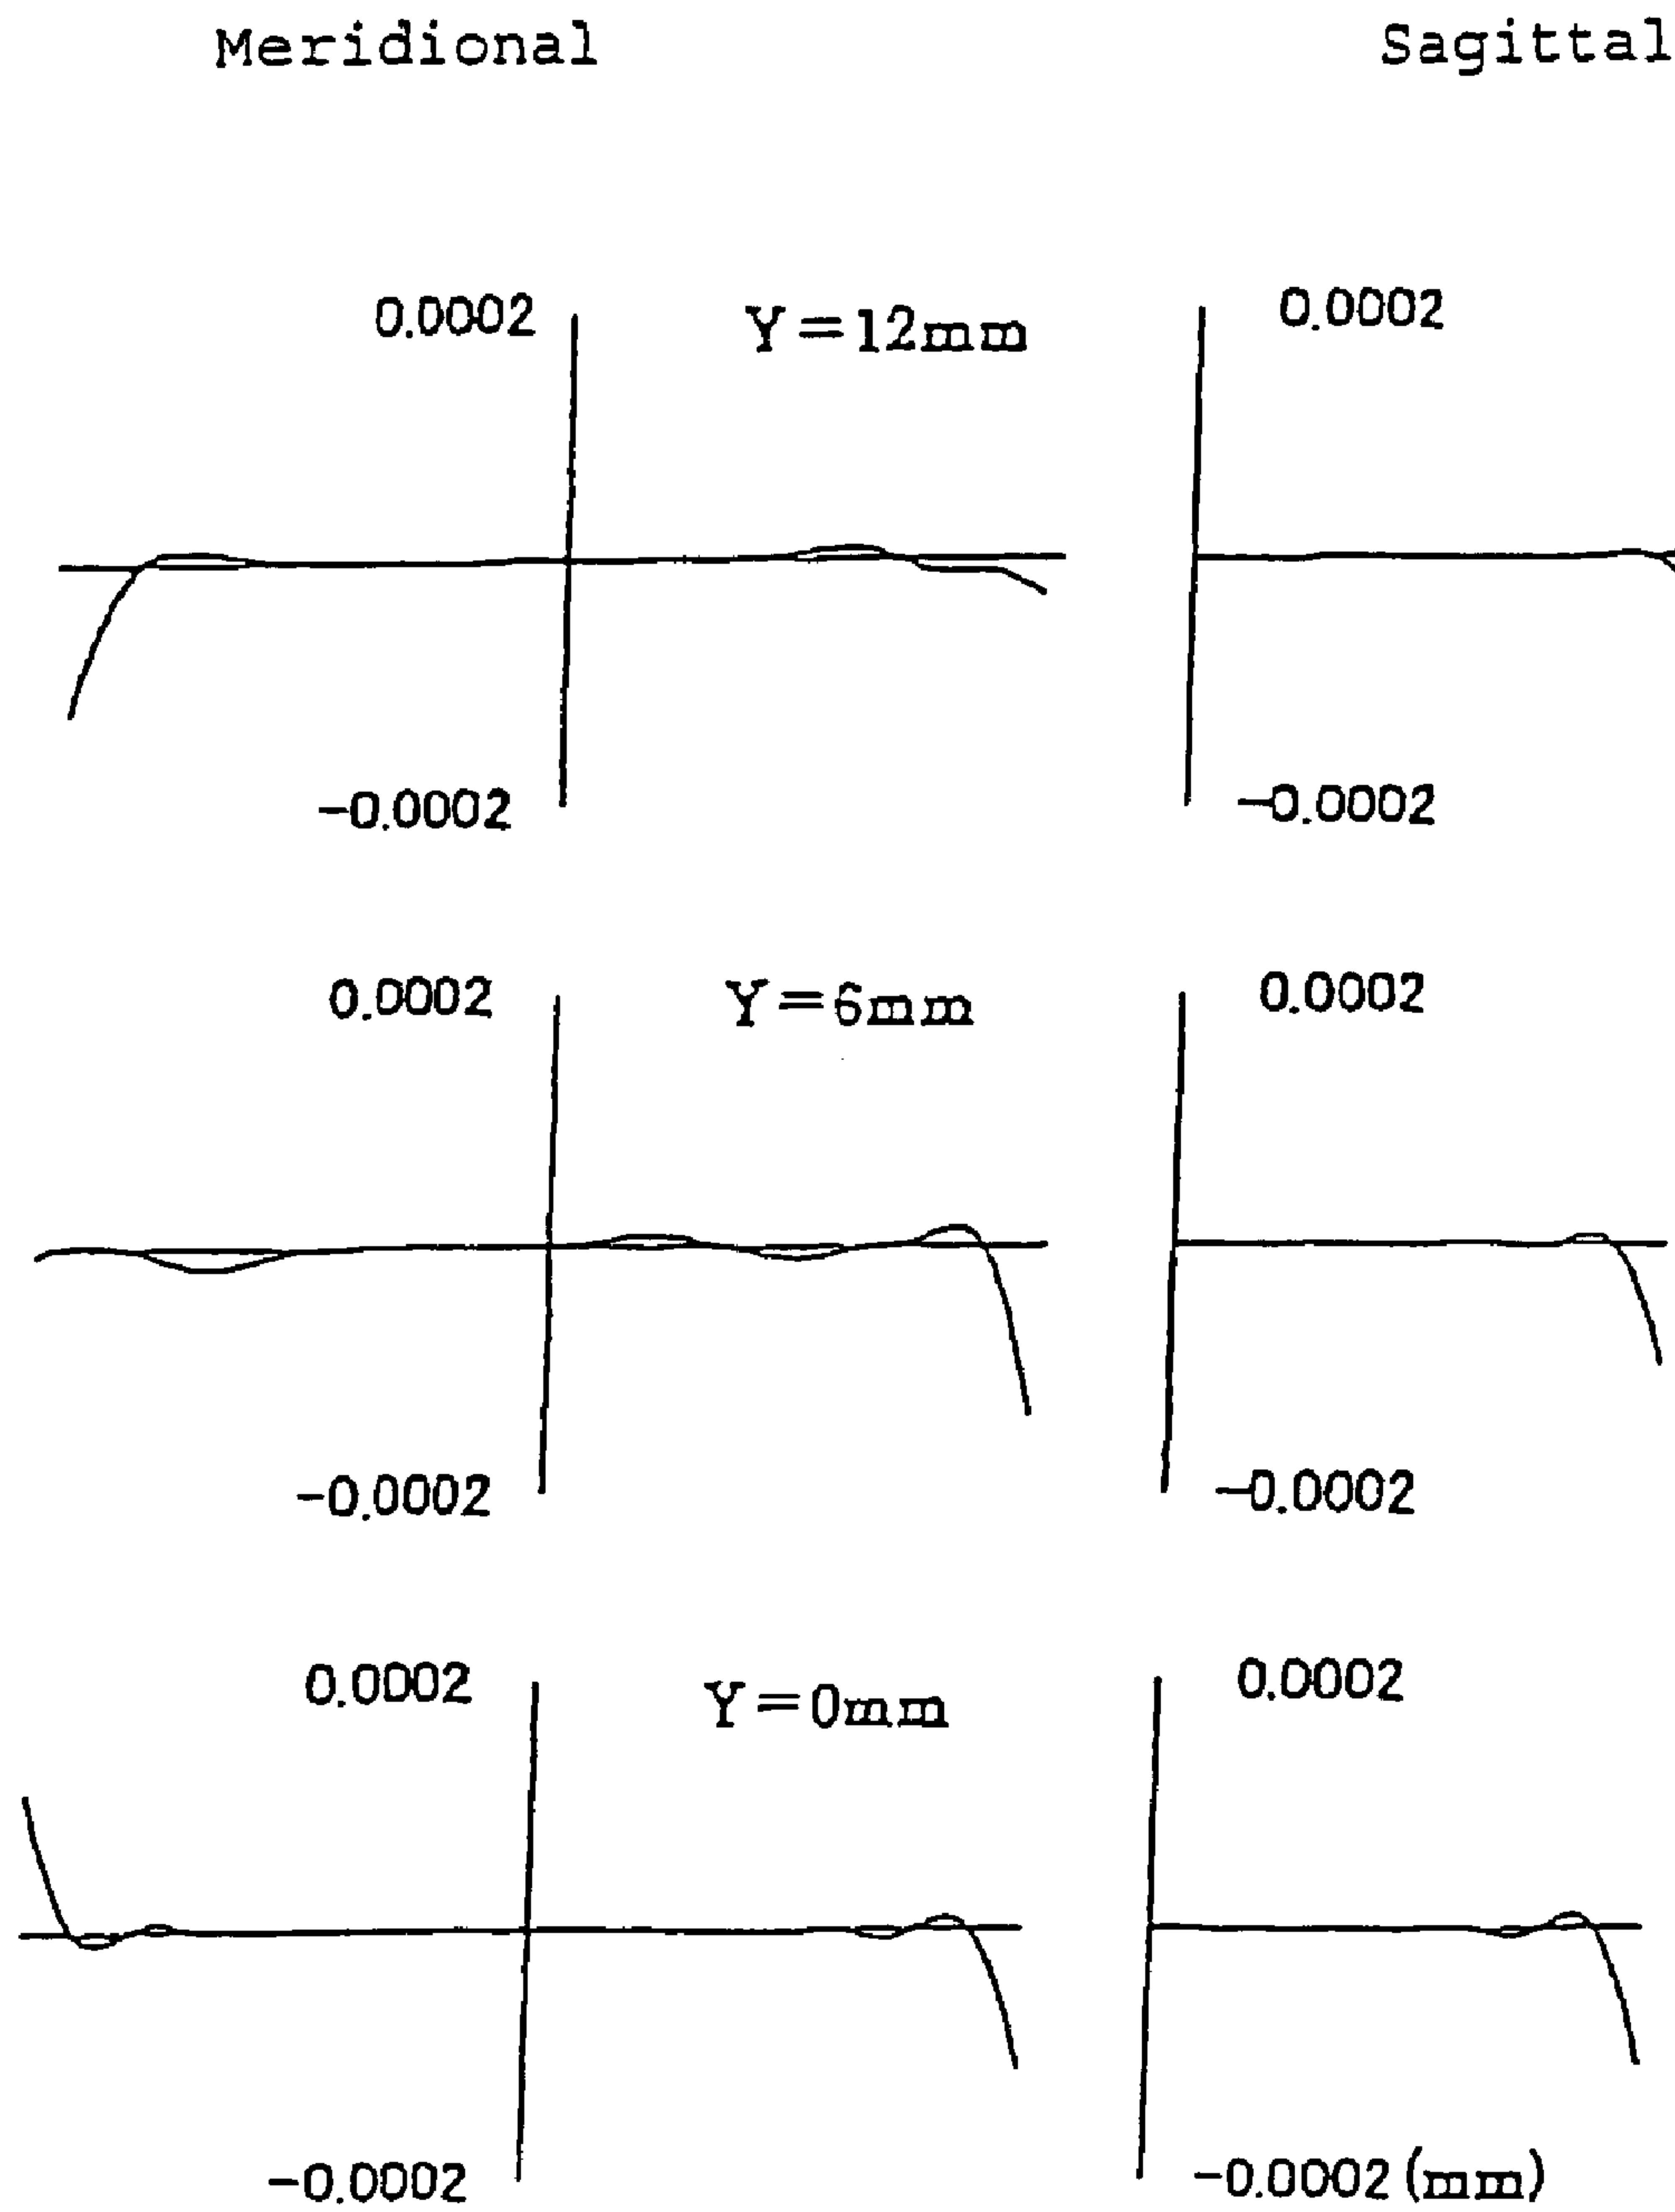 Meridional Sagittal
0.0002 Y=12mm 0.0002
-0.0002 -0.0002
0.0002 Y=6mm 0.0002
-0.0002 -0.0002
0.0002 Y=0mm 0.0002
-0.0002 -0.0002 (mm)